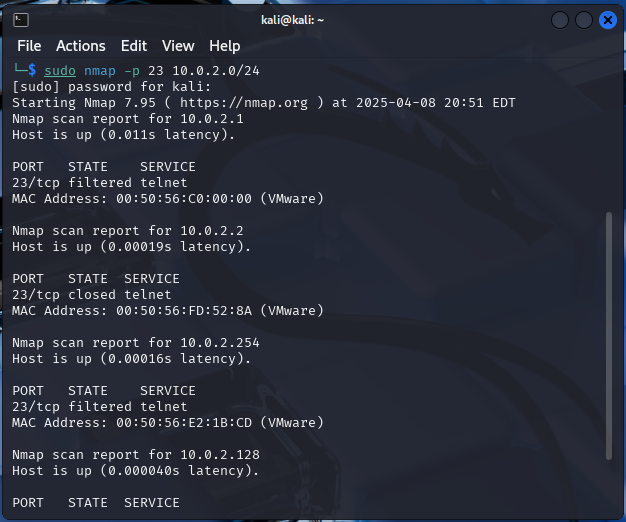 kali@kali: ~
File Actions Edit View Help
└─$ sudo nmap -p 23 10.0.2.0/24
[sudo] password for kali:
Starting Nmap 7.95 ( https://nmap.org ) at 2025-04-08 20:51 EDT
Nmap scan report for 10.0.2.1
Host is up (0.011s latency).
PORT   STATE    SERVICE
23/tcp filtered telnet
MAC Address: 00:50:56:C0:00:00 (VMware)
Nmap scan report for 10.0.2.2
Host is up (0.00019s latency).
PORT   STATE  SERVICE
23/tcp closed telnet
MAC Address: 00:50:56:FD:52:8A (VMware)
Nmap scan report for 10.0.2.254
Host is up (0.00016s latency).
PORT   STATE    SERVICE
23/tcp filtered telnet
MAC Address: 00:50:56:E2:1B:CD (VMware)
Nmap scan report for 10.0.2.128
Host is up (0.000040s latency).
PORT   STATE  SERVICE